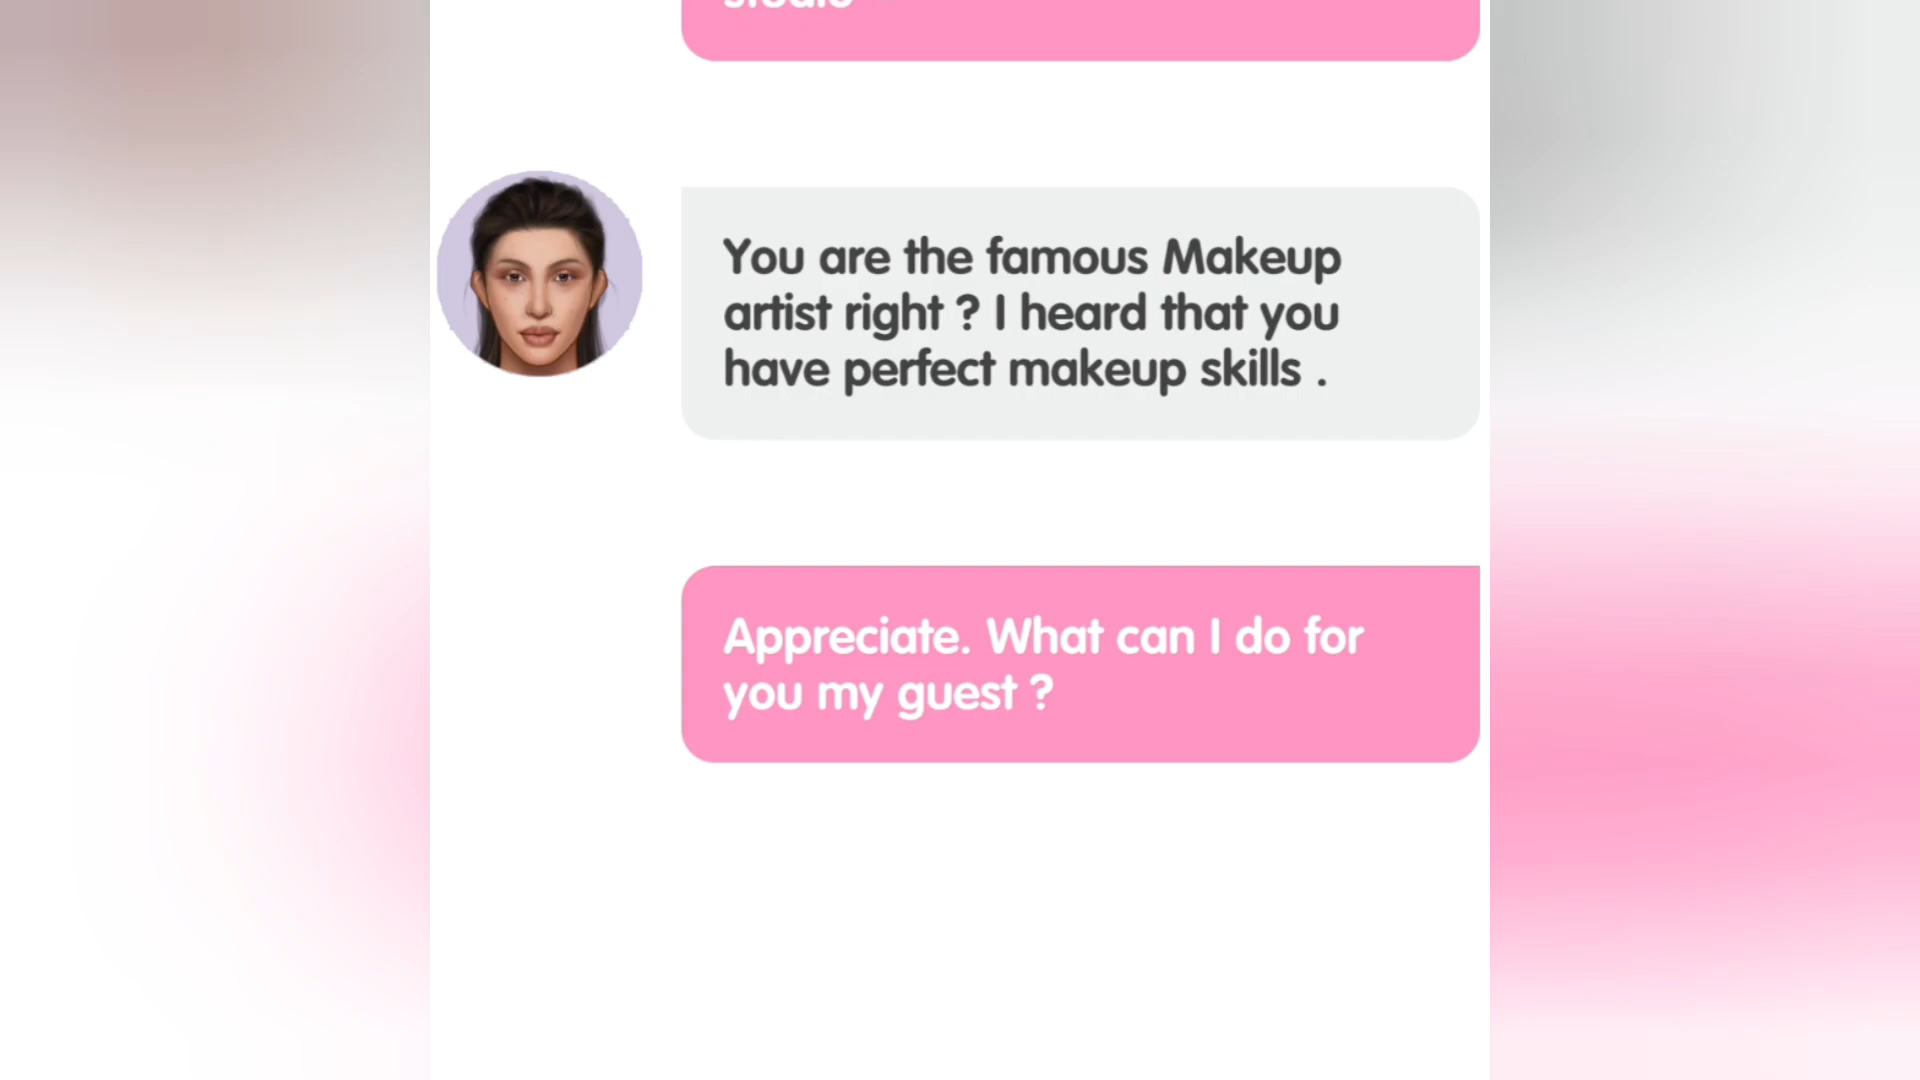 You are the famous Makeup
artist right ? I heard that you
have perfect makeup skills .
Appreciate. What can I do for
you my guest ?